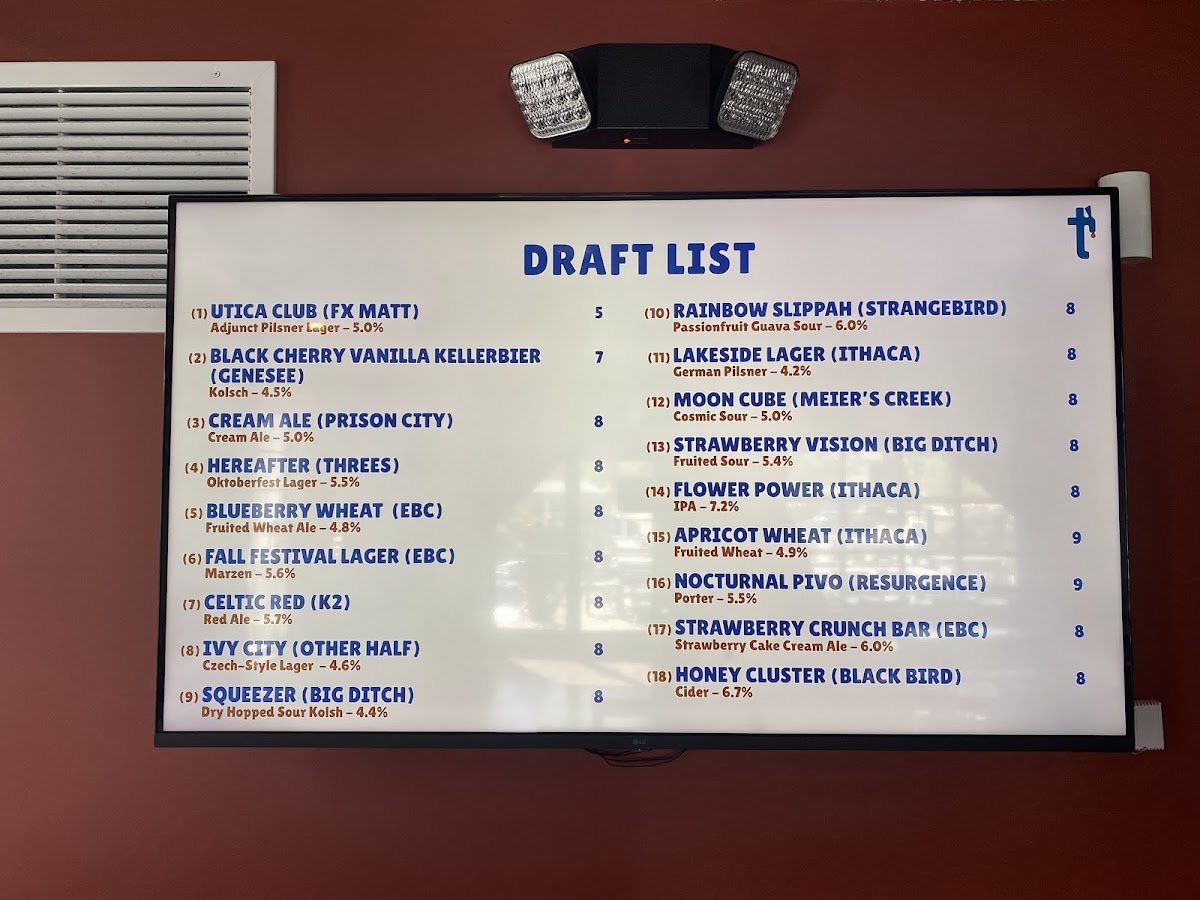 DRAFT LIST
(1) UTICA CLUB (FX MATT) 5
Adjunct Pilsner Lager – 5.0%
(2) BLACK CHERRY VANILLA KELLERBIER 7
(GENESEE)
Kolsch – 4.5%
(3) CREAM ALE (PRISON CITY) 8
Cream Ale – 5.0%
(4) HEREAFTER (THREES) 8
Oktoberfest Lager – 5.5%
(5) BLUEBERRY WHEAT (EBC) 8
Fruited Wheat Ale – 4.8%
(6) FALL FESTIVAL LAGER (EBC) 8
Marzen – 5.6%
(7) CELTIC RED (K2) 8
Red Ale – 5.7%
(8) IVY CITY (OTHER HALF) 8
Czech-Style Lager – 4.6%
(9) SQUEEZER (BIG DITCH) 8
Dry Hopped Sour Kolsh – 4.4%
t
(10) RAINBOW SLIPPAH (STRANGEBIRD) 8
Passionfruit Guava Sour – 6.0%
(11) LAKESIDE LAGER (ITHACA) 8
German Pilsner – 4.2%
(12) MOON CUBE (MEIER'S CREEK) 8
Cosmic Sour – 5.0%
(13) STRAWBERRY VISION (BIG DITCH) 8
Fruited Sour – 5.4%
(14) FLOWER POWER (ITHACA) 8
IPA – 7.2%
(15) APRICOT WHEAT (ITHACA) 9
Fruited Wheat – 4.9%
(16) NOCTURNAL PIVO (RESURGENCE) 9
Porter – 5.5%
(17) STRAWBERRY CRUNCH BAR (EBC) 8
Strawberry Cake Cream Ale – 6.0%
(18) HONEY CLUSTER (BLACK BIRD) 8
Cider – 6.7%
LG